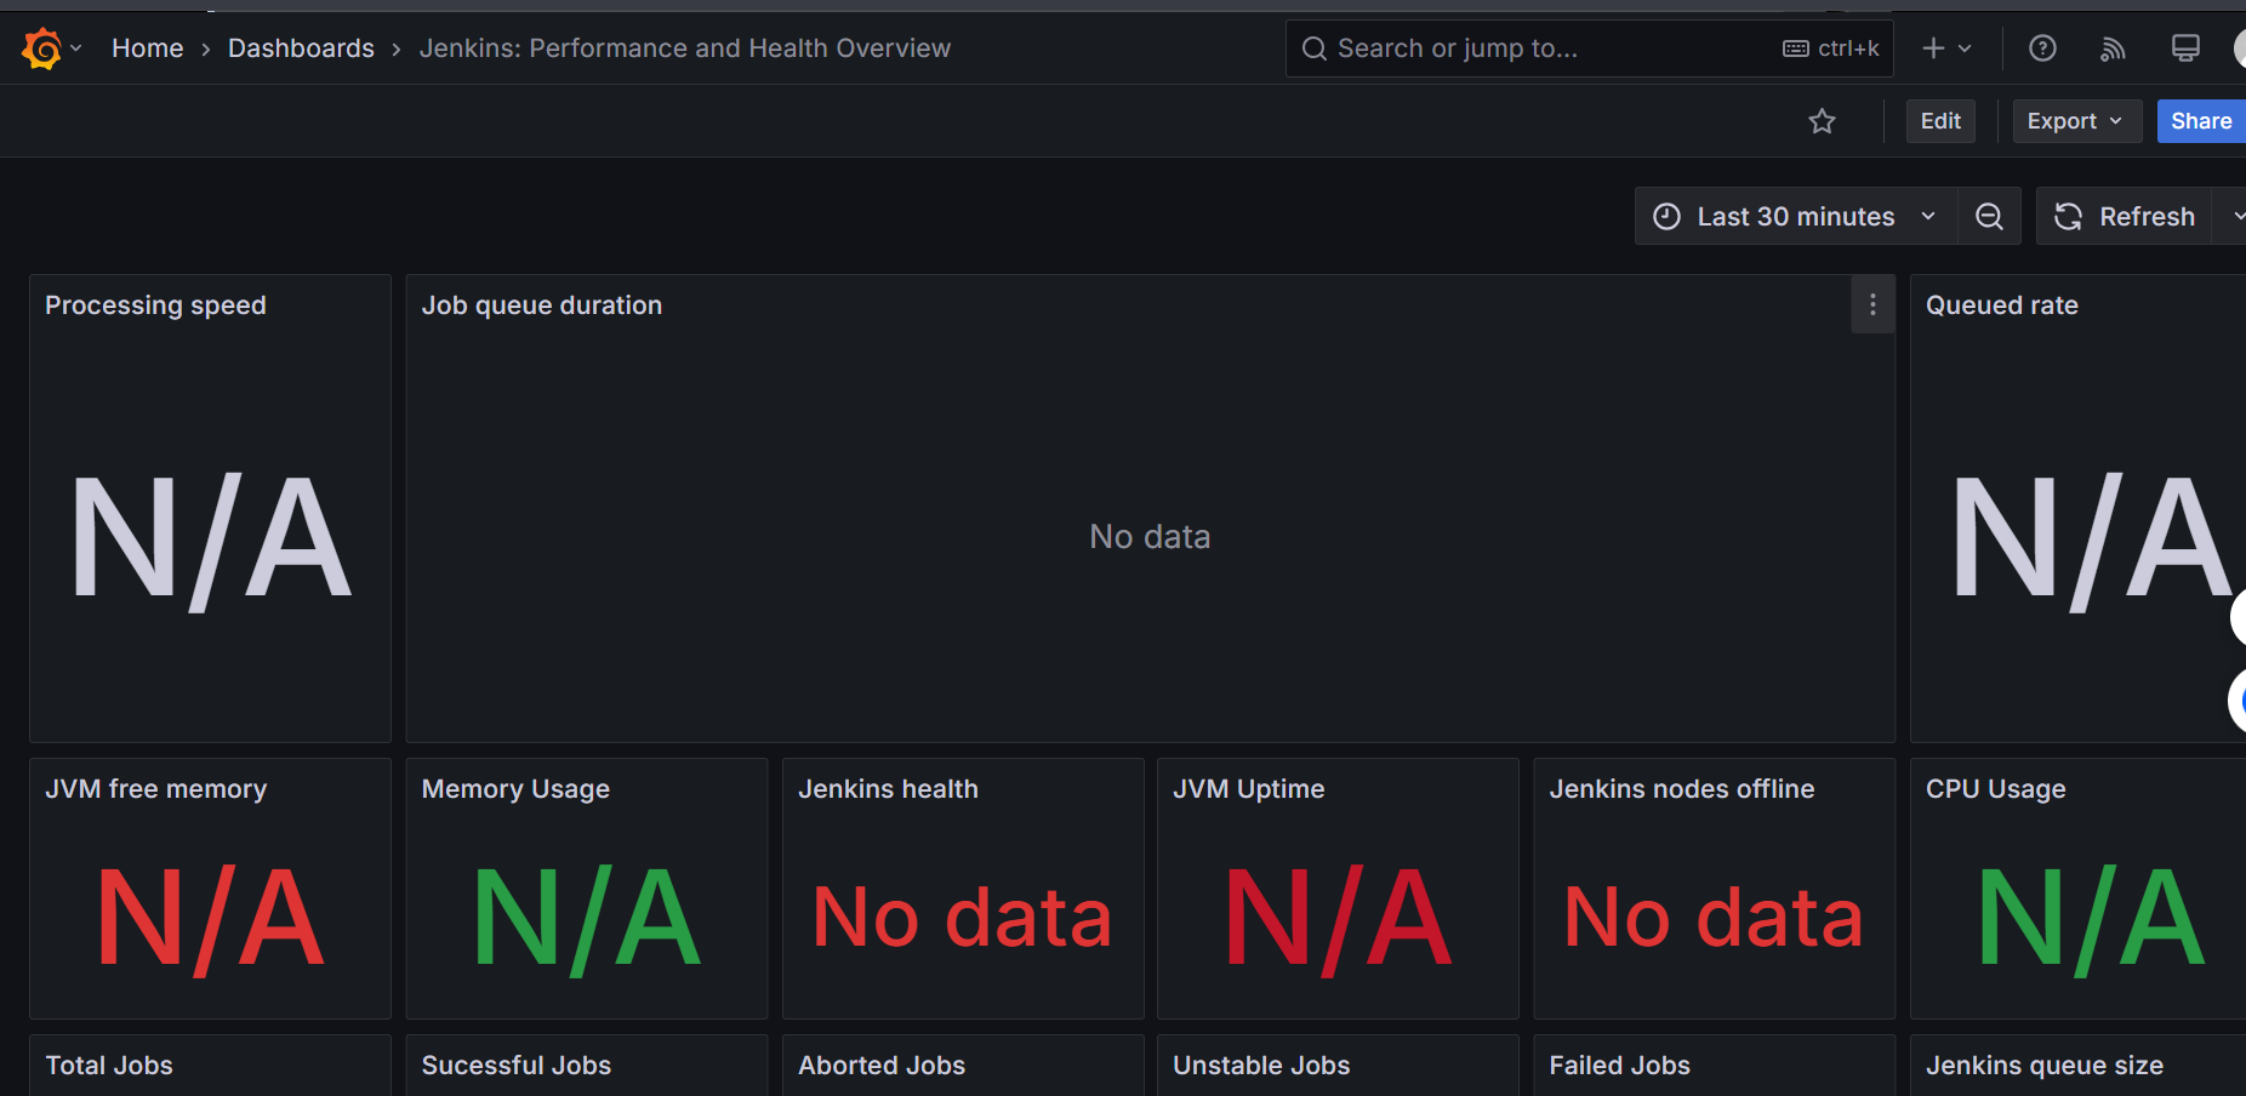 Home > Dashboards > Jenkins: Performance and Health Overview
Search or jump to...
ctrl+k
Edit
Export
Share
Last 30 minutes
Refresh
Processing speed
N/A
Job queue duration
No data
Queued rate
N/A
JVM free memory
N/A
Memory Usage
N/A
Jenkins health
No data
JVM Uptime
N/A
Jenkins nodes offline
No data
CPU Usage
N/A
Total Jobs
Sucessful Jobs
Aborted Jobs
Unstable Jobs
Failed Jobs
Jenkins queue size